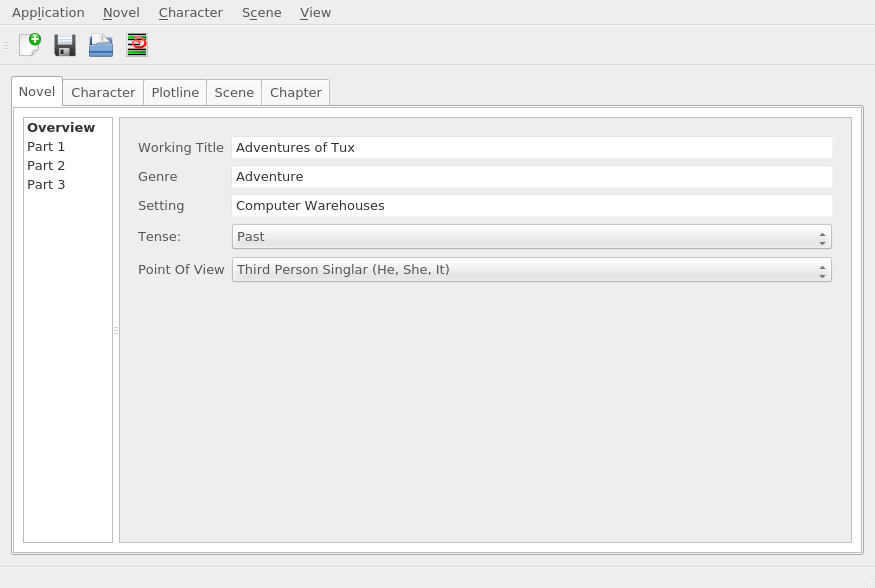 Application Novel Character Scene View
Novel Character Plotline Scene Chapter
Overview
Part 1
Part 2
Part 3
Working Title Adventures of Tux
Genre Adventure
Setting Computer Warehouses
Tense: Past
Point Of View Third Person Singlar (He, She, It)